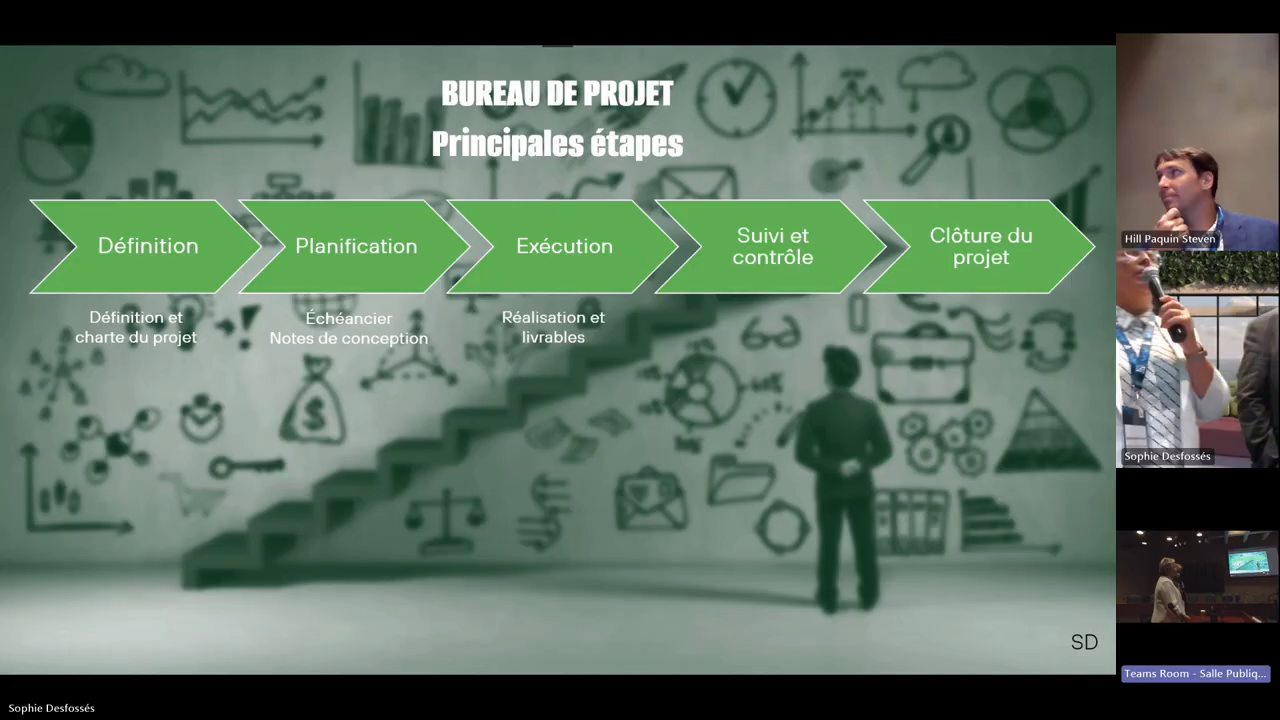 BUREAU DE PROJET
Principales étapes
Définition
Planification
Exécution
Suivi et
contrôle
Clôture du
projet
Définition et
charte du projet
Échéancier
Notes de conception
Réalisation et
livrables
$
SD
Hill Paquin Steven
Sophie Desfossés
Teams Room - Salle Publiq...
Sophie Desfossés